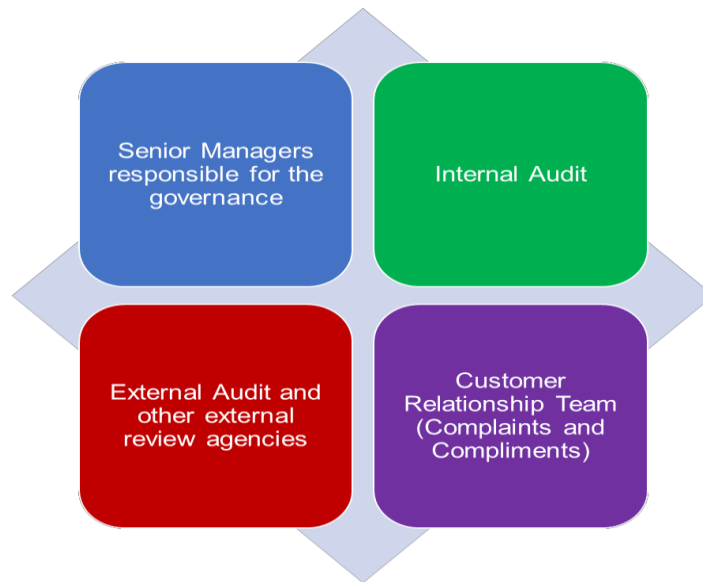 Senior Managers
responsible for the
governance
Internal Audit
External Audit and
other external
review agencies
Customer
Relationship Team
(Complaints and
Compliments)